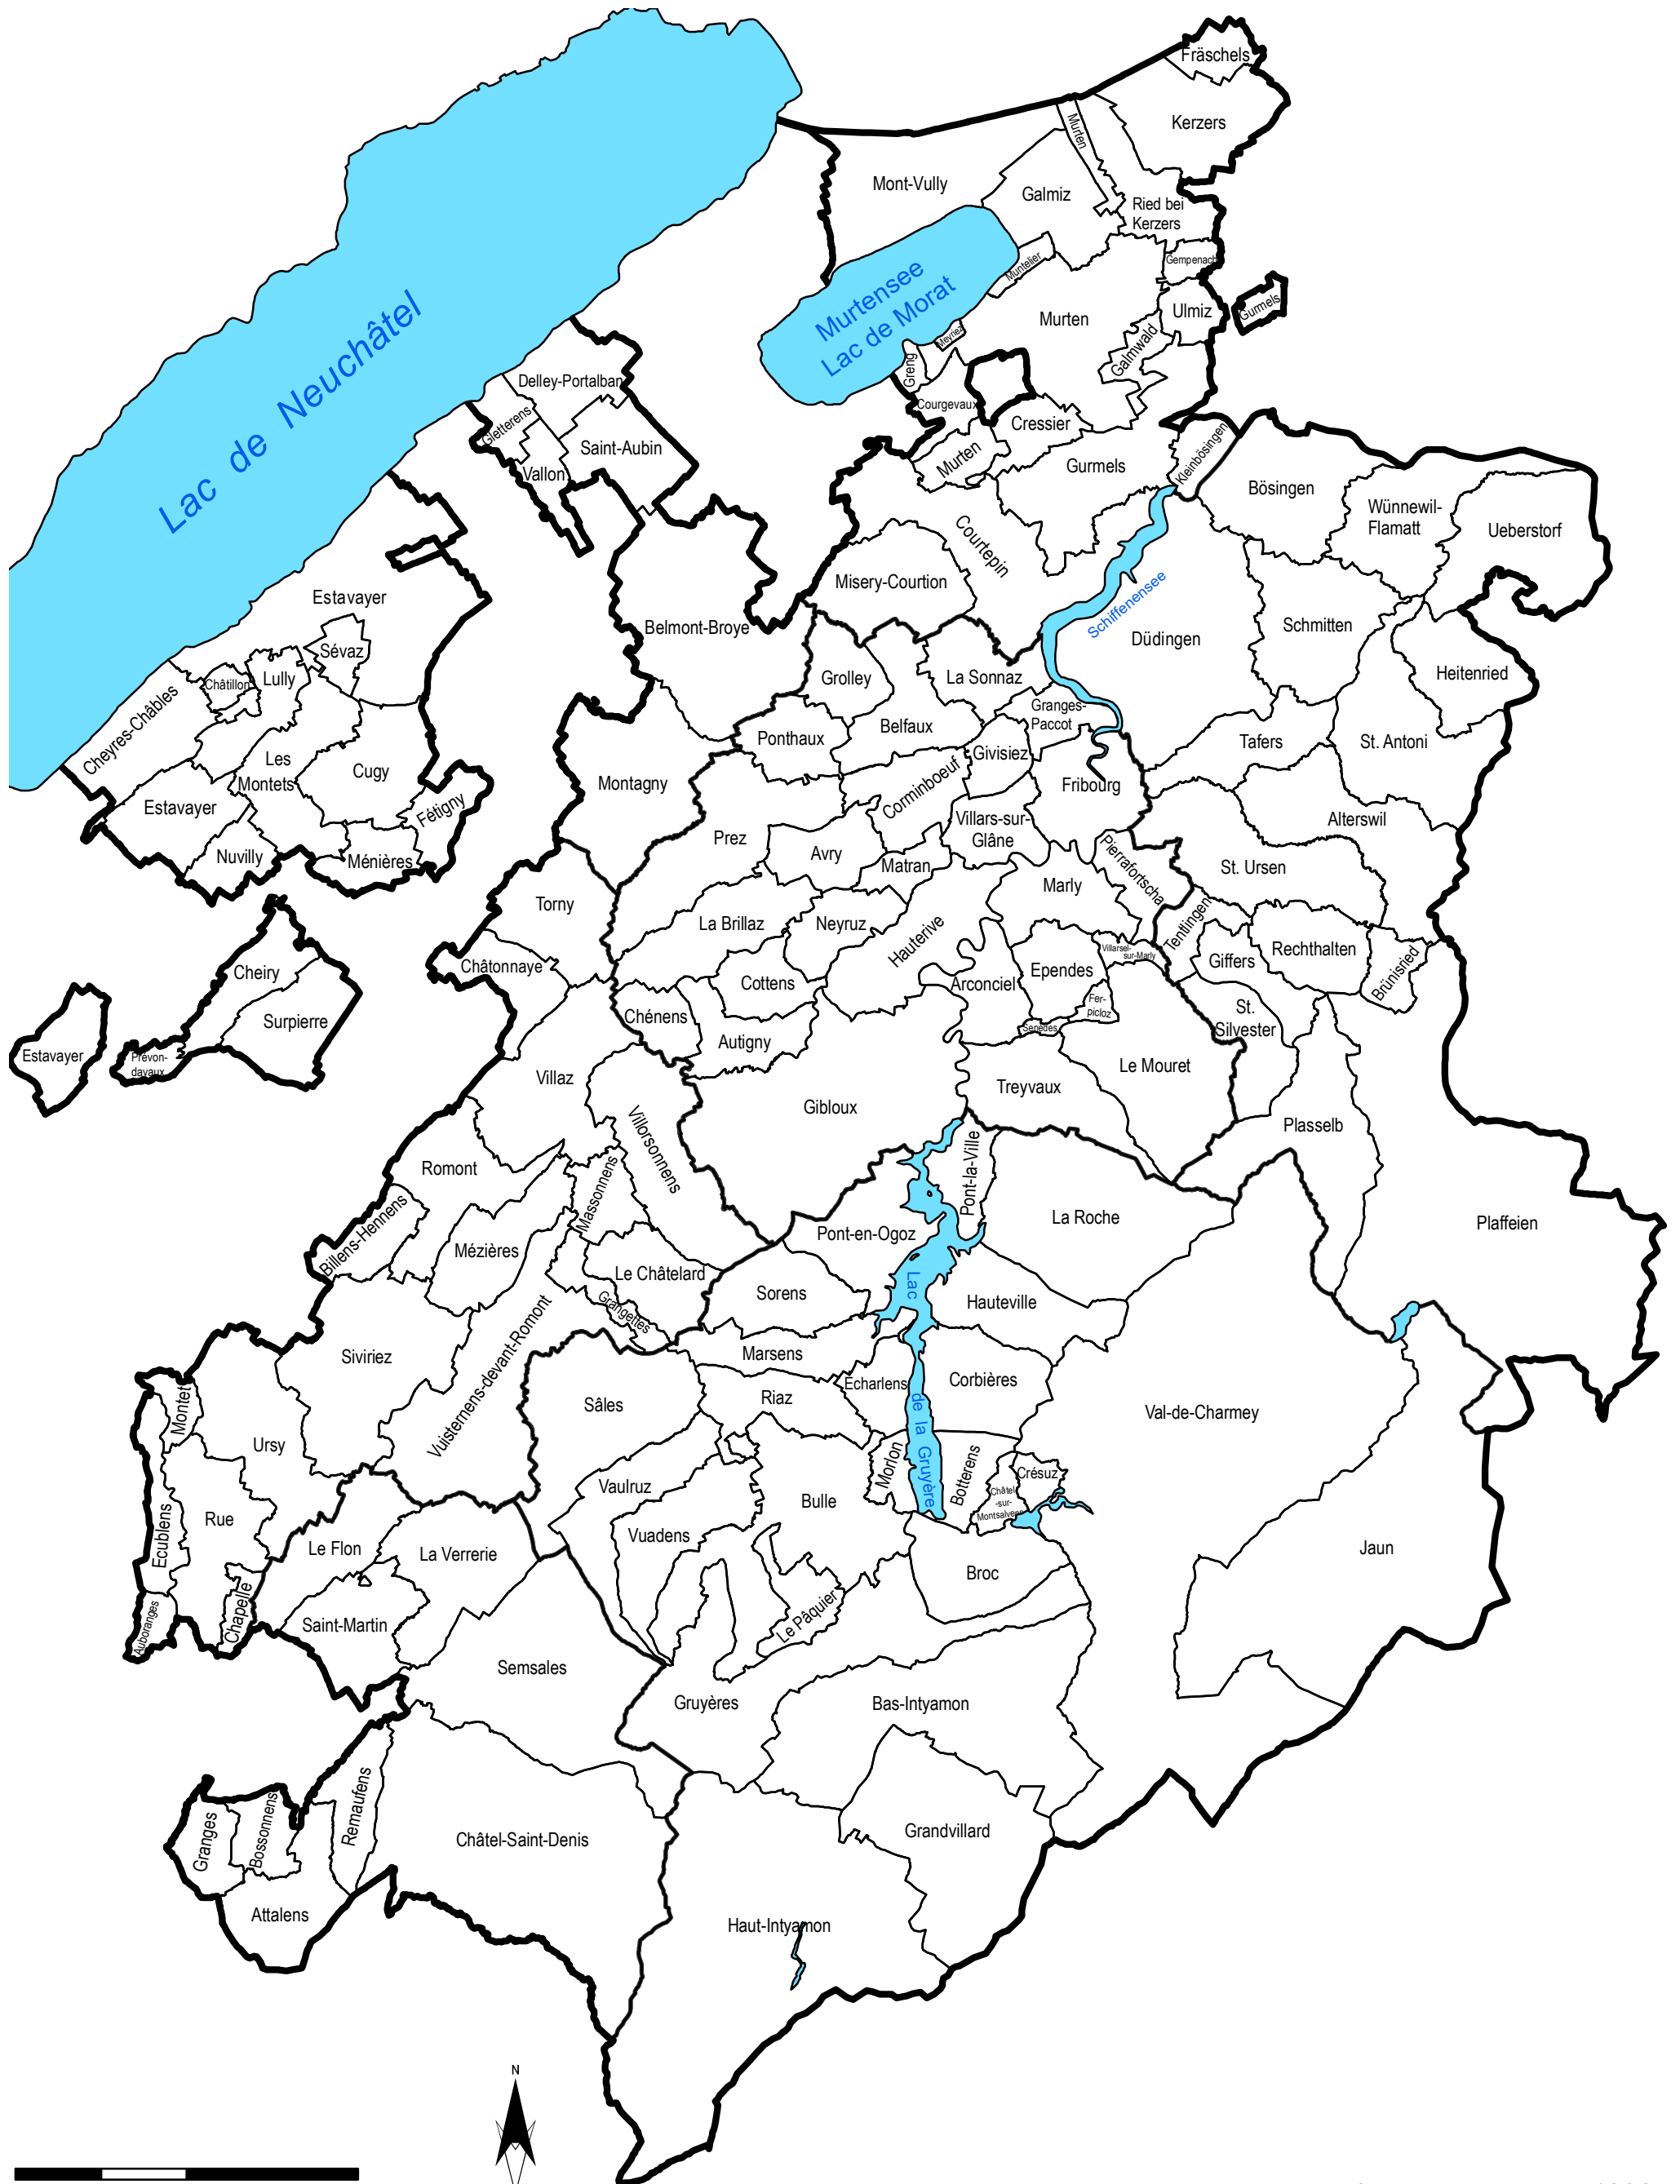 Fräschels
Kerzers
Murten
Mont-Vully
Galmiz
Ried bei
Kerzers
Gempenach
Muntelier
Murtensee
Lac de Morat
Murten
Ulmiz
Gurmels
Galmwald
Meyriez
Greng
Courgevaux
Cressier
Murten
Gurmels
Kleinbösingen
Lac de Neuchâtel
Delley-Portalban
Gletterens
Saint-Aubin
Vallon
Bösingen
Wünnewil-
Flamatt
Ueberstorf
Courtepin
Misery-Courtion
Schiffenensee
Düdingen
Schmitten
Heitenried
Estavayer
Sévaz
Belmont-Broye
Châtillon
Lully
Cheyres-Châbles
Grolley
La Sonnaz
Granges-
Paccot
Belfaux
Ponthaux
Givisiez
Tafers
St. Antoni
Les
Montets
Cugy
Montagny
Corminboeuf
Fribourg
Estavayer
Fétigny
Nuvilly
Ménières
Prez
Avry
Matran
Villars-sur-
Glâne
Alterswil
St. Ursen
Pierrafortscha
Marly
Torny
La Brillaz
Neyruz
Hauterive
Tentlingen
Villarsel-
sur-Marly
Giffers
Rechthalten
Brünisried
Châtonnaye
Cheiry
Surpierre
Cottens
Arconciel
Ependes
Fer-
picloz
St.
Silvester
Chénens
Autigny
Senèdes
Estavayer
Prévon-
davaux
Villaz
Le Mouret
Treyvaux
Gibloux
Plasselb
Villorsonnens
Romont
Massonnens
Pont-la-Ville
La Roche
Plaffeien
Billens-Hennens
Mézières
Pont-en-Ogoz
Le Châtelard
Sorens
Lac
de la Gruyère
Hauteville
Grangettes
Vuisternens-devant-Romont
Siviriez
Marsens
Echarlens
Corbières
Riaz
Sâles
Val-de-Charmey
Montet
Ursy
Morlon
Botterens
Crésuz
Châtel
-sur-
Montsalvens
Vaulruz
Bulle
Vuadens
Ecublens
Rue
Le Flon
La Verrerie
Broc
Jaun
Chapelle
Auboranges
Saint-Martin
Le Pâquier
Semsales
Gruyères
Bas-Intyamon
Granges
Bossonnens
Remaufens
Châtel-Saint-Denis
Grandvillard
Attalens
Haut-Intyamon
N